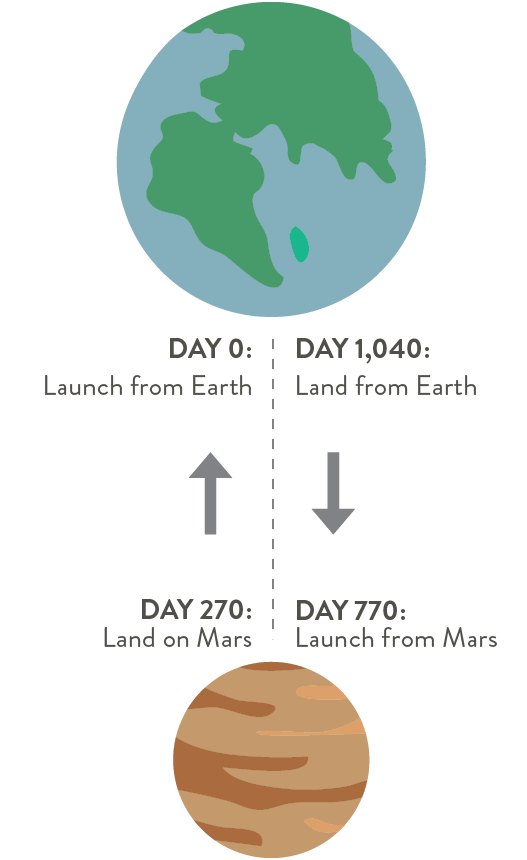 DAY 0:
Launch from Earth
DAY 1,040:
Land from Earth
DAY 270:
Land on Mars
DAY 770:
Launch from Mars